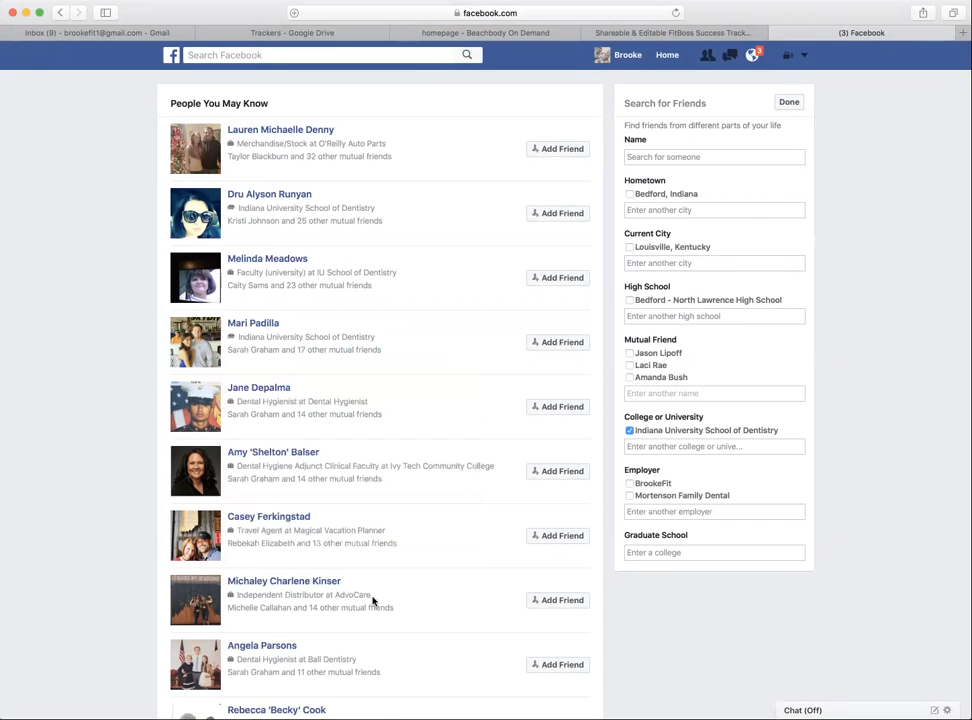 facebook.com
Inbox (9) - brookefit1@gmail.com - Gmail
Trackers - Google Drive
homepage - Beachbody On Demand
Shareable & Editable FitBoss Success Track...
(3) Facebook
Search Facebook
Brooke
Home
3
People You May Know
Lauren Michaelle Denny
Merchandise/Stock at O'Reilly Auto Parts
Taylor Blackburn and 32 other mutual friends
Add Friend
Dru Alyson Runyan
Indiana University School of Dentistry
Kristi Johnson and 25 other mutual friends
Add Friend
Melinda Meadows
Faculty (university) at IU School of Dentistry
Caity Sams and 23 other mutual friends
Add Friend
Mari Padilla
Indiana University School of Dentistry
Sarah Graham and 17 other mutual friends
Add Friend
Jane Depalma
Dental Hygienist at Dental Hygienist
Sarah Graham and 14 other mutual friends
Add Friend
Amy 'Shelton' Balser
Dental Hygiene Adjunct Clinical Faculty at Ivy Tech Community College
Sarah Graham and 14 other mutual friends
Add Friend
Casey Ferkingstad
Travel Agent at Magical Vacation Planner
Rebekah Elizabeth and 13 other mutual friends
Add Friend
Michaley Charlene Kinser
Independent Distributor at AdvoCare
Michelle Callahan and 14 other mutual friends
Add Friend
Angela Parsons
Dental Hygienist at Ball Dentistry
Sarah Graham and 11 other mutual friends
Add Friend
Rebecca 'Becky' Cook
Search for Friends
Done
Find friends from different parts of your life
Name
Search for someone
Hometown
Bedford, Indiana
Enter another city
Current City
Louisville, Kentucky
Enter another city
High School
Bedford - North Lawrence High School
Enter another high school
Mutual Friend
Jason Lipoff
Laci Rae
Amanda Bush
Enter another name
College or University
Indiana University School of Dentistry
Enter another college or unive...
Employer
BrookeFit
Mortenson Family Dental
Enter another employer
Graduate School
Enter a college
Chat (Off)